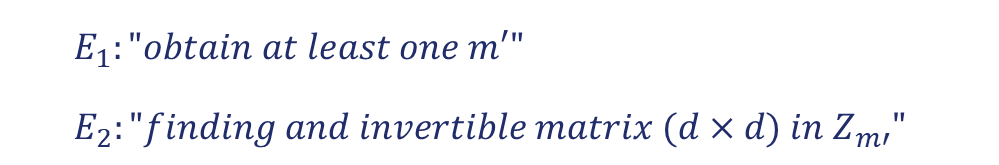 E₁: "obtain at least one m′"
E₂: "finding and invertible matrix (d × d) in Zₘ′"